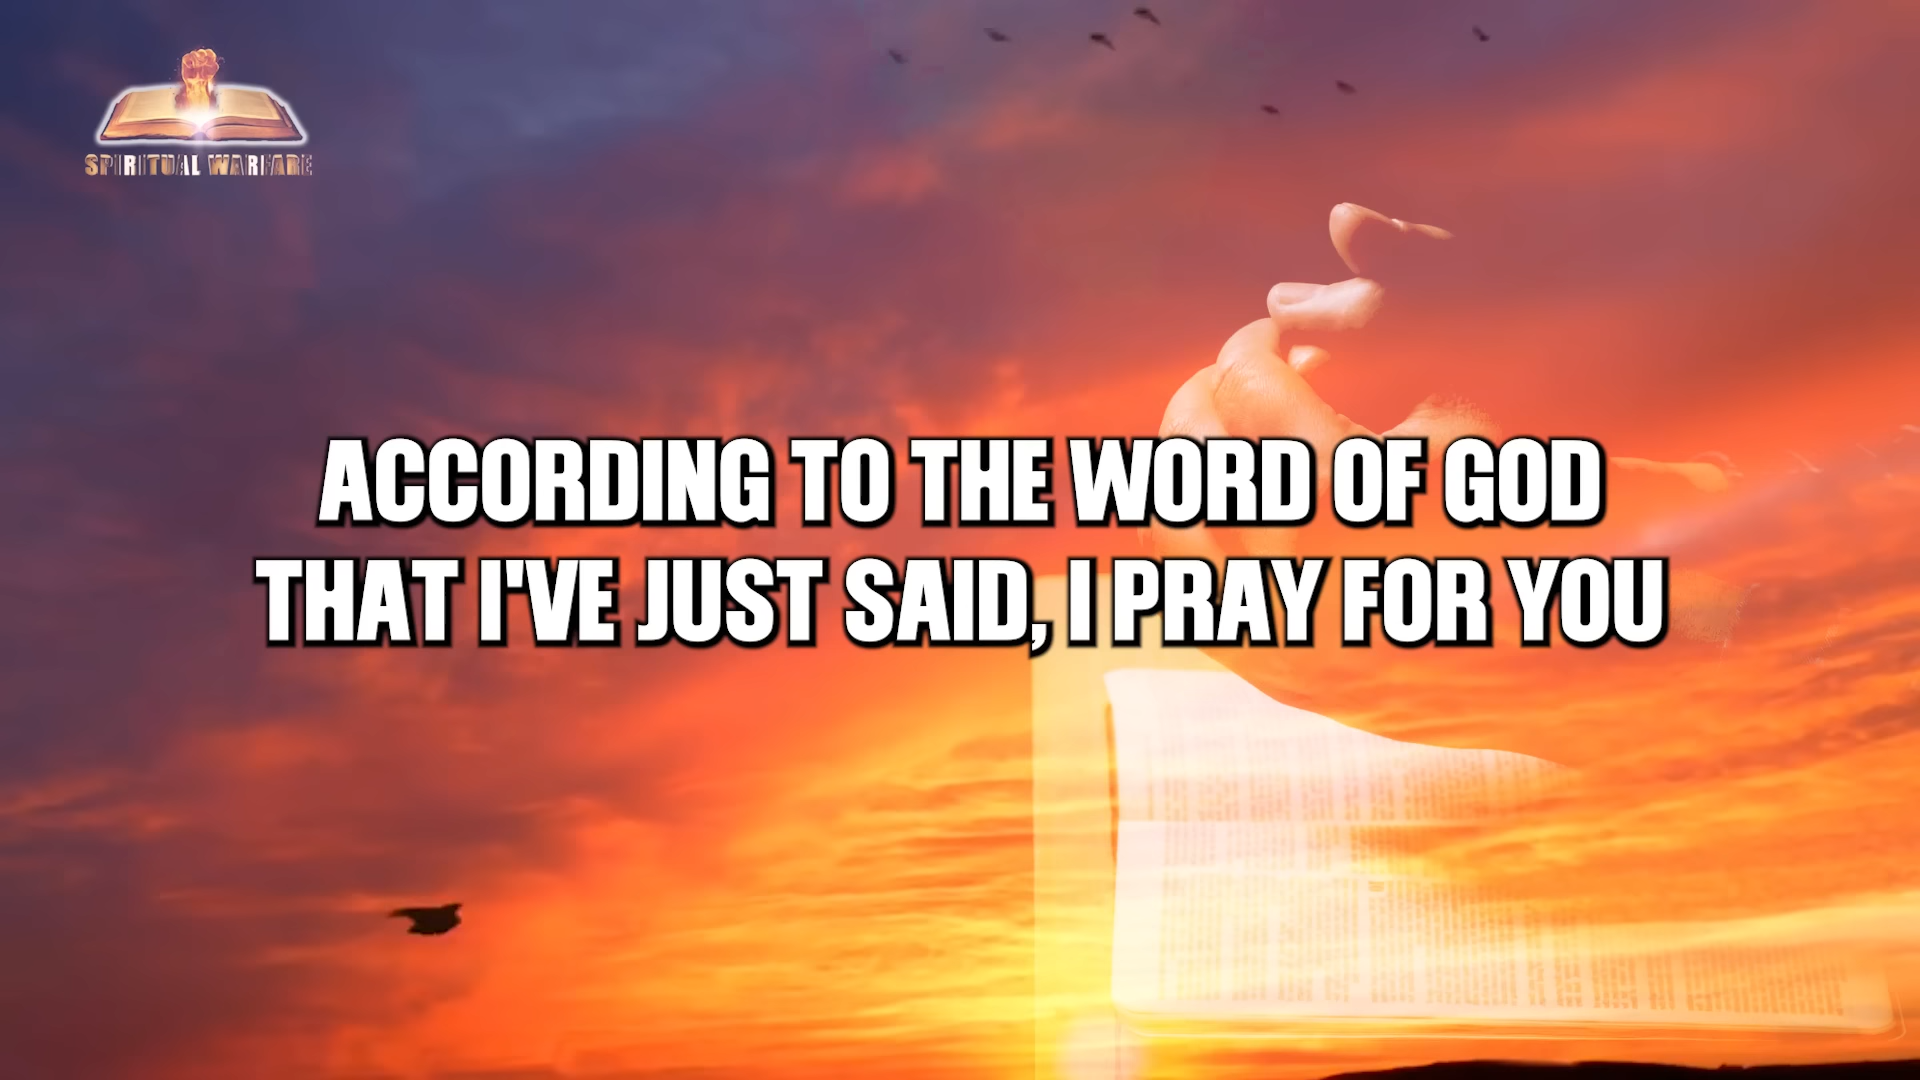 SPIRITUAL WARFARE
ACCORDING TO THE WORD OF GOD
THAT I'VE JUST SAID, I PRAY FOR YOU